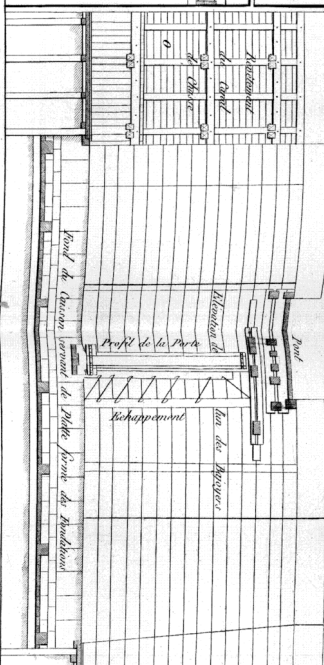 Revêtement
du Canal
de Chasse
Pont
Elévation de
l'un des Bajoyers
Profil de la Porte
Echappement
Fond du Caisson servant de Platte forme des Fondations